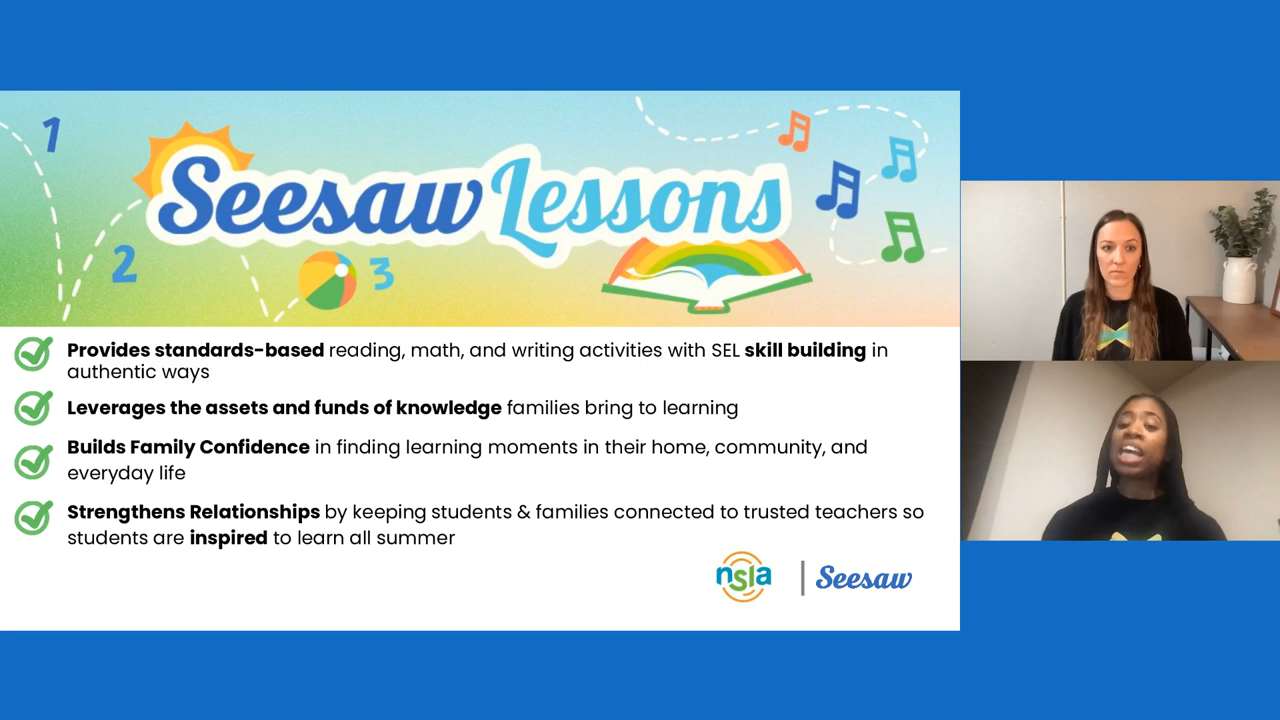 1
2
3
Seesaw Lessons
Provides standards-based reading, math, and writing activities with SEL skill building in
authentic ways
Leverages the assets and funds of knowledge families bring to learning
Builds Family Confidence in finding learning moments in their home, community, and
everyday life
Strengthens Relationships by keeping students & families connected to trusted teachers so
students are inspired to learn all summer
nsla | Seesaw